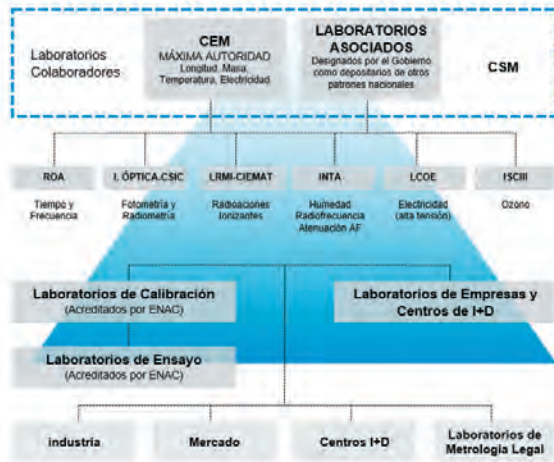 Laboratorios
Colaboradores
CEM
MÁXIMA AUTORIDAD
Longitud, Masa,
Temperatura, Electricidad
LABORATORIOS
ASOCIADOS
Designados por el Gobierno
como depositarios de otros
patrones nacionales
CSM
ROA
Tiempo y
Frecuencia
I. ÓPTICA.CSIC
Fotometría y
Radiometría
LRMI-CIEMAT
Radioaciones
Ionizantes
INTA
Humedad
Radiofrecuencia
Atenuación AF
LCOE
Electricidad
(alta tensión)
ISCIII
Ozono
Laboratorios de Calibración
(Acreditados por ENAC)
Laboratorios de Empresas y
Centros de I+D
Laboratorios de Ensayo
(Acreditados por ENAC)
industria
Mercado
Centros I+D
Laboratorios de
Metrología Legal